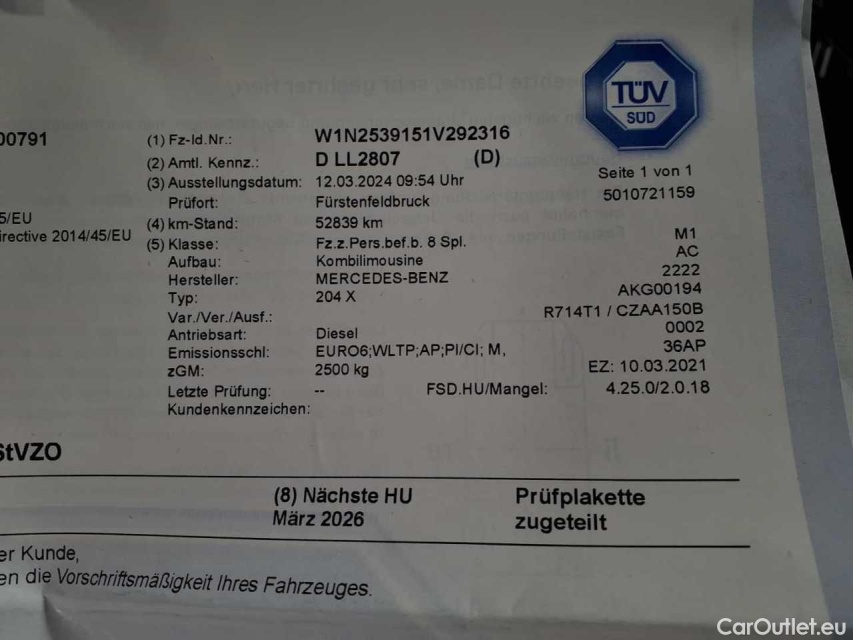 TÜV
SÜD
00791
(1) Fz-Id.Nr.: W1N2539151V292316
(2) Amtl. Kennz.: D LL2807 (D)
Seite 1 von 1
(3) Ausstellungsdatum: 12.03.2024 09:54 Uhr
5010721159
Prüfort: Fürstenfeldbruck
5/EU
(4) km-Stand: 52839 km
irective 2014/45/EU
(5) Klasse: Fz.z.Pers.bef.b. 8 Spl. M1
Aufbau: Kombilimousine AC
Hersteller: MERCEDES-BENZ 2222
Typ: 204 X AKG00194
Var./Ver./Ausf.: R714T1 / CZAA150B
Antriebsart: Diesel 0002
Emissionsschl: EURO6;WLTP;AP;PI/CI; M, 36AP
zGM: 2500 kg EZ: 10.03.2021
Letzte Prüfung: -- FSD.HU/Mangel: 4.25.0/2.0.18
Kundenkennzeichen:
StVZO
(8) Nächste HU Prüfplakette
März 2026 zugeteilt
er Kunde,
en die Vorschriftsmäßigkeit Ihres Fahrzeuges.
CarOutlet.eu